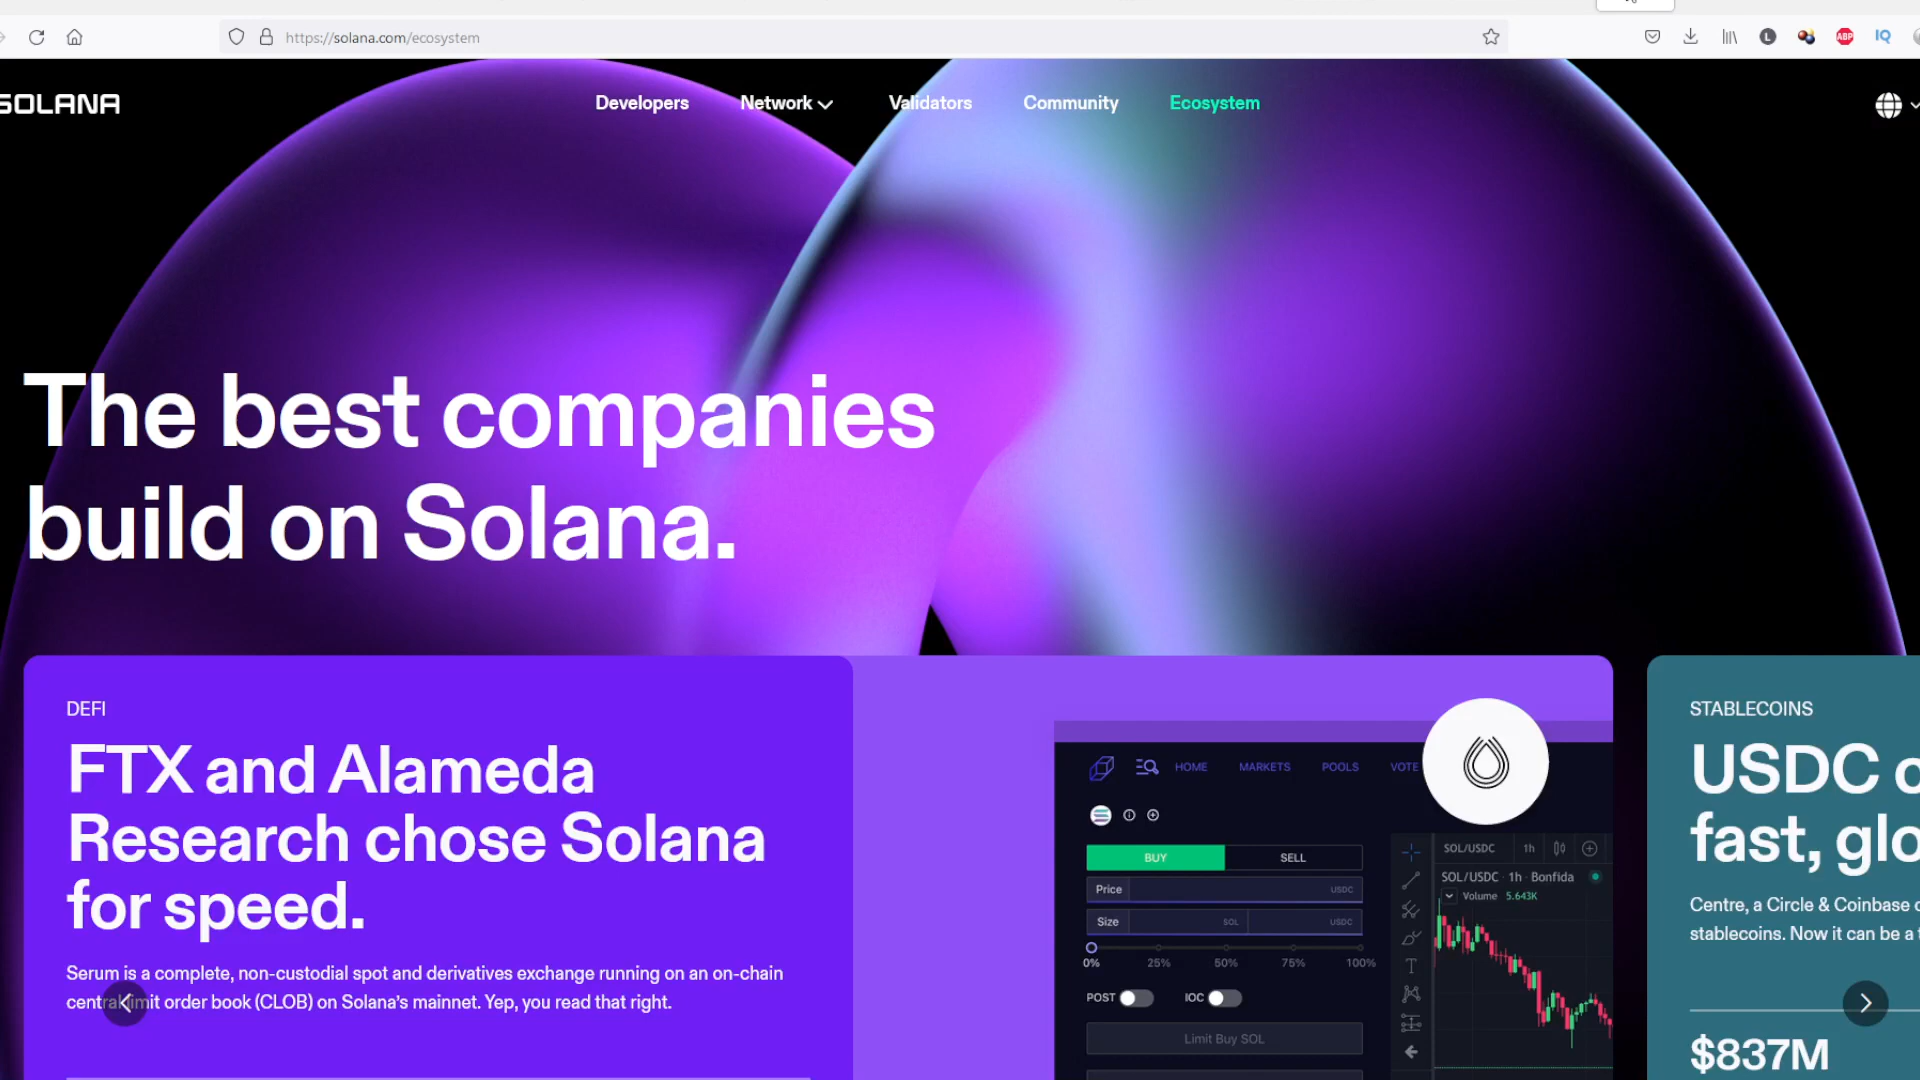 https://solana.com/ecosystem
L
ABP
IQ
SOLANA
Developers
Network
Validators
Community
Ecosystem
The best companies
build on Solana.
DEFI
FTX and Alameda
Research chose Solana
for speed.
Serum is a complete, non-custodial spot and derivatives exchange running on an on-chain
central limit order book (CLOB) on Solana's mainnet. Yep, you read that right.
HOME
MARKETS
POOLS
VOTE
BUY
SELL
Price
USDC
Size
SOL
USDC
0%
25%
50%
75%
100%
POST
IOC
Limit Buy SOL
SOL/USDC
1h
SOL/USDC · 1h · Bonfida
Volume 5.643K
STABLECOINS
USDC
fast,
Centre, a Circle & Coinbase
stablecoins. Now it can be a
$837M